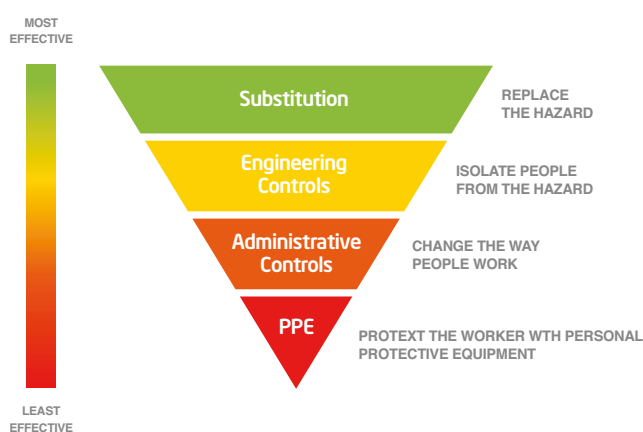 MOST
EFFECTIVE
Substitution
REPLACE
THE HAZARD
Engineering
Controls
ISOLATE PEOPLE
FROM THE HAZARD
Administrative
Controls
CHANGE THE WAY
PEOPLE WORK
PPE
PROTEXT THE WORKER WTH PERSONAL
PROTECTIVE EQUIPMENT
LEAST
EFFECTIVE